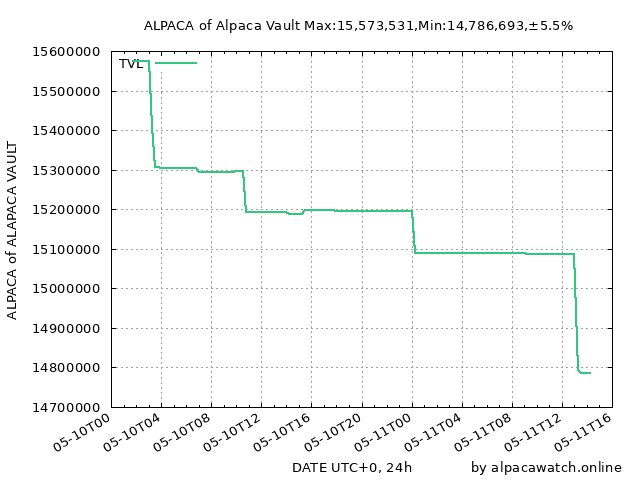 ALPACA of Alpaca Vault Max:15,573,531,Min:14,786,693,±5.5%
15600000
TVL
15500000
15400000
15300000
15200000
15100000
15000000
14900000
14800000
14700000
ALPACA of ALAPACA VAULT
05-10T00
05-10T04
05-10T08
05-10T12
05-10T16
05-10T20
05-11T00
05-11T04
05-11T08
05-11T12
05-11T16
DATE UTC+0, 24h
by alpacawatch.online